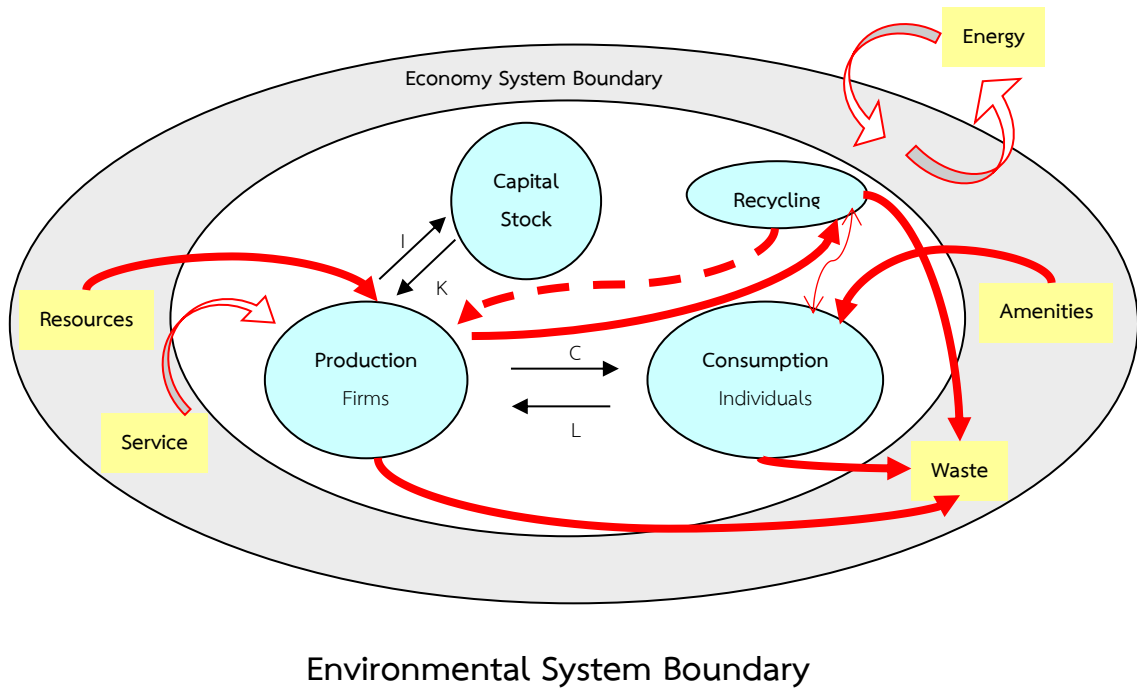 Energy
Economy System Boundary
Capital
Stock
Recycling
I
K
Resources
Amenities
Production
Firms
C
Consumption
Individuals
L
Service
Waste
Environmental System Boundary